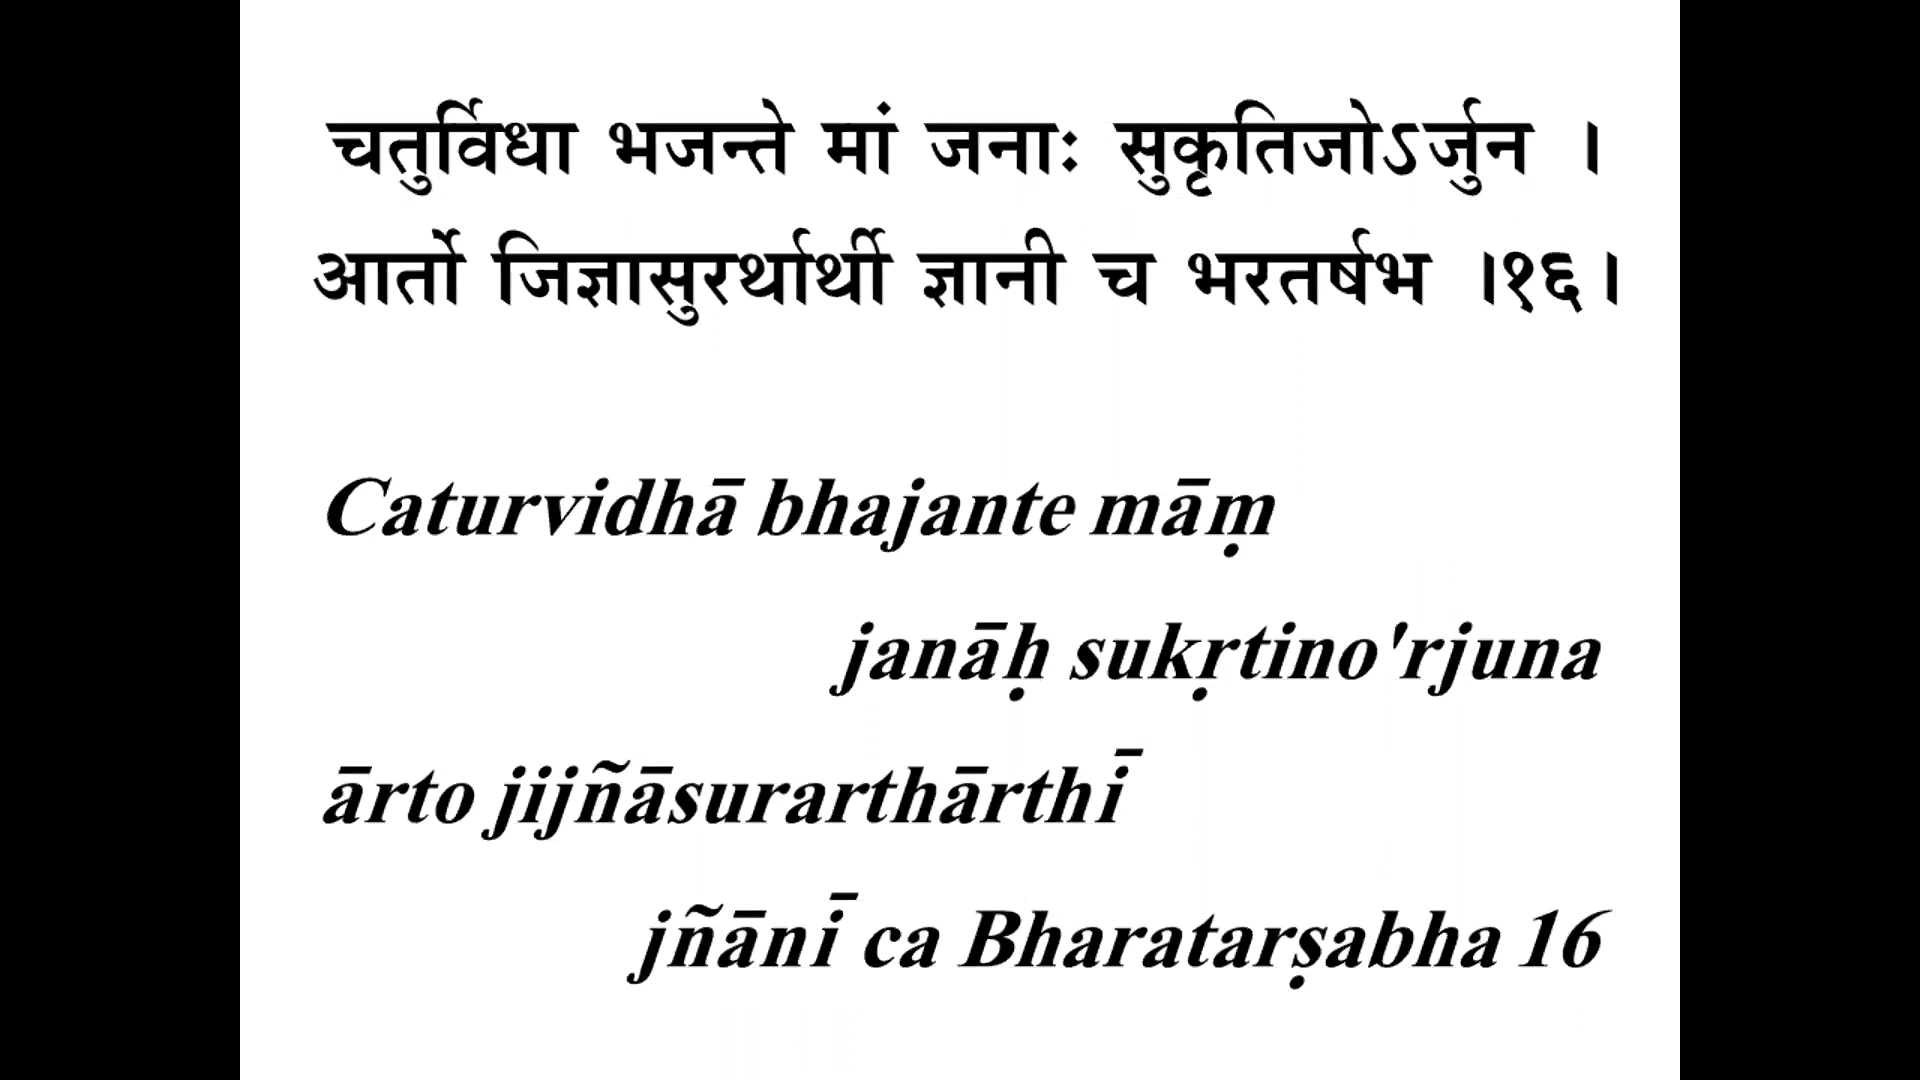 चतुर्विधा भजन्ते मां जनाः सुकृतिजोऽर्जुन ।
आर्तो जिज्ञासुरर्थार्थी ज्ञानी च भरतर्षभ ।१६।
Caturvidhā bhajante māṃ
janāḥ sukṛtino'rjuna
ārto jijñāsurarthārthī
jñānī ca Bharatarṣabha 16